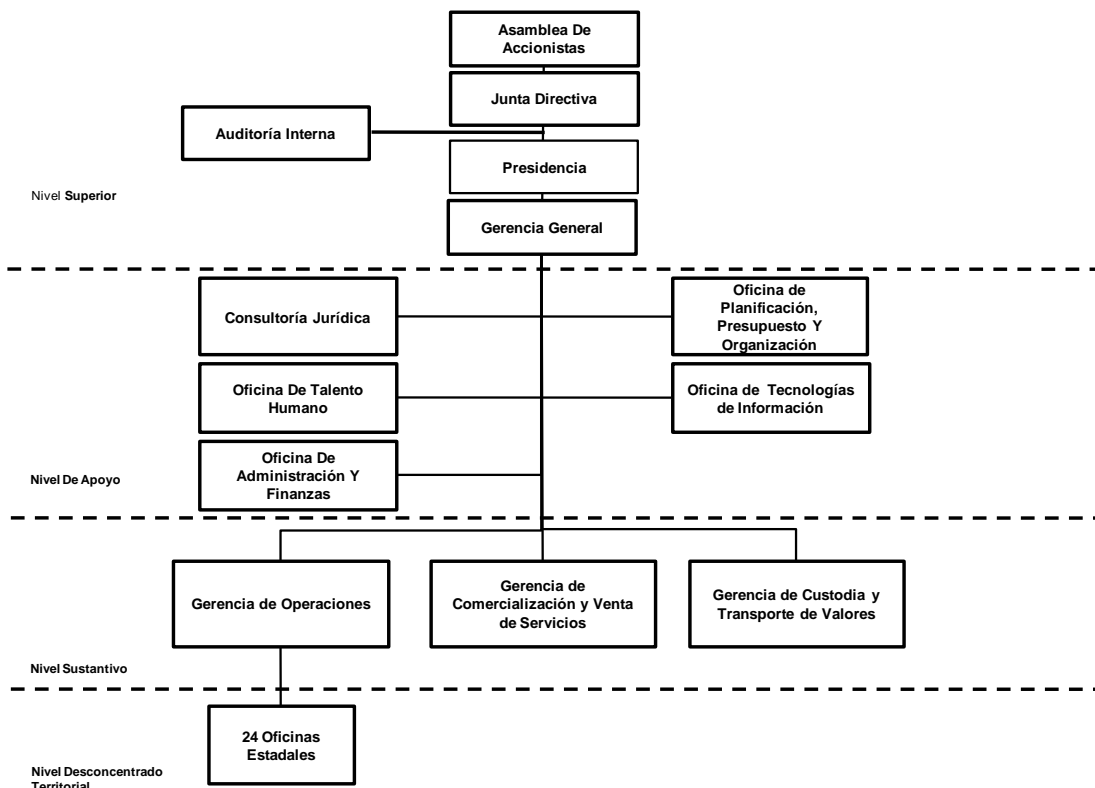 Asamblea De
Accionistas
Junta Directiva
Auditoría Interna
Presidencia
Nivel Superior
Gerencia General
Consultoría Jurídica
Oficina de
Planificación,
Presupuesto Y
Organización
Oficina De Talento
Humano
Oficina de Tecnologías
de Información
Oficina De
Administración Y
Finanzas
Nivel De Apoyo
Gerencia de Operaciones
Gerencia de
Comercialización y Venta
de Servicios
Gerencia de Custodia y
Transporte de Valores
Nivel Sustantivo
24 Oficinas
Estadales
Nivel Desconcentrado
Territorial